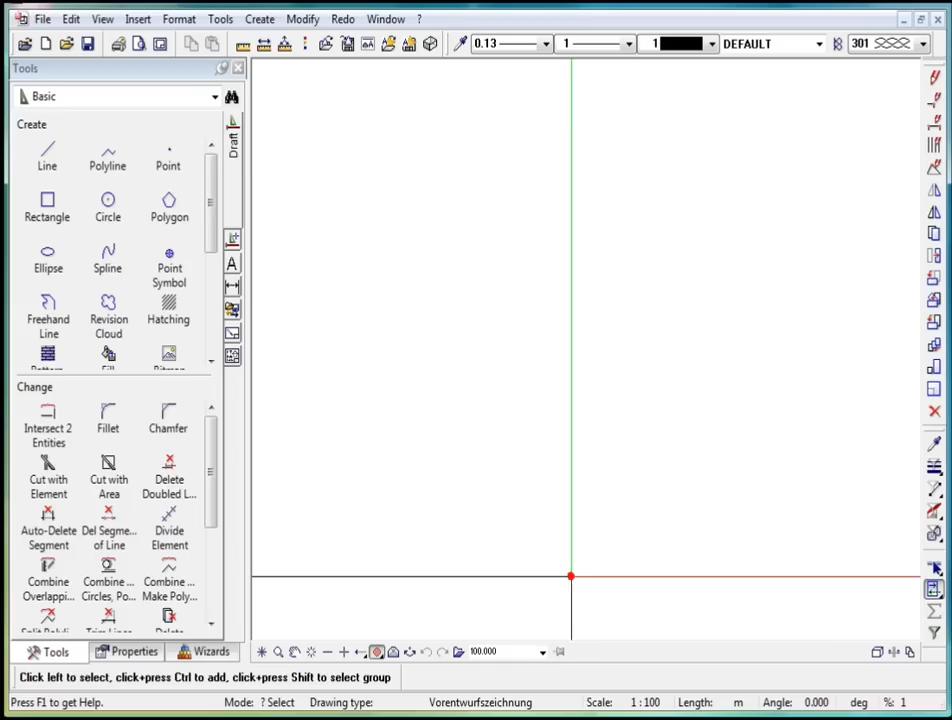 File Edit View Insert Format Tools Create Modify Redo Window ?
0.13 1 1 DEFAULT 301
Tools
Basic
Create
Draft
Line Polyline Point
Rectangle Circle Polygon
Ellipse Spline Point Symbol
Freehand Line Revision Cloud Hatching
Pattern Fill Bitmap
Change
Intersect 2 Entities Fillet Chamfer
Cut with Element Cut with Area Delete Doubled L...
Auto-Delete Segment Del Segme... of Line Divide Element
Combine Overlappi... Combine ... Circles, Po... Combine ... Make Poly...
Delete
Tools Properties Wizards
100.000
Click left to select, click+press Ctrl to add, click+press Shift to select group
Press F1 to get Help. Mode: ? Select Drawing type: Vorentwurfszeichnung Scale: 1:100 Length: m Angle: 0.000 deg %: 1